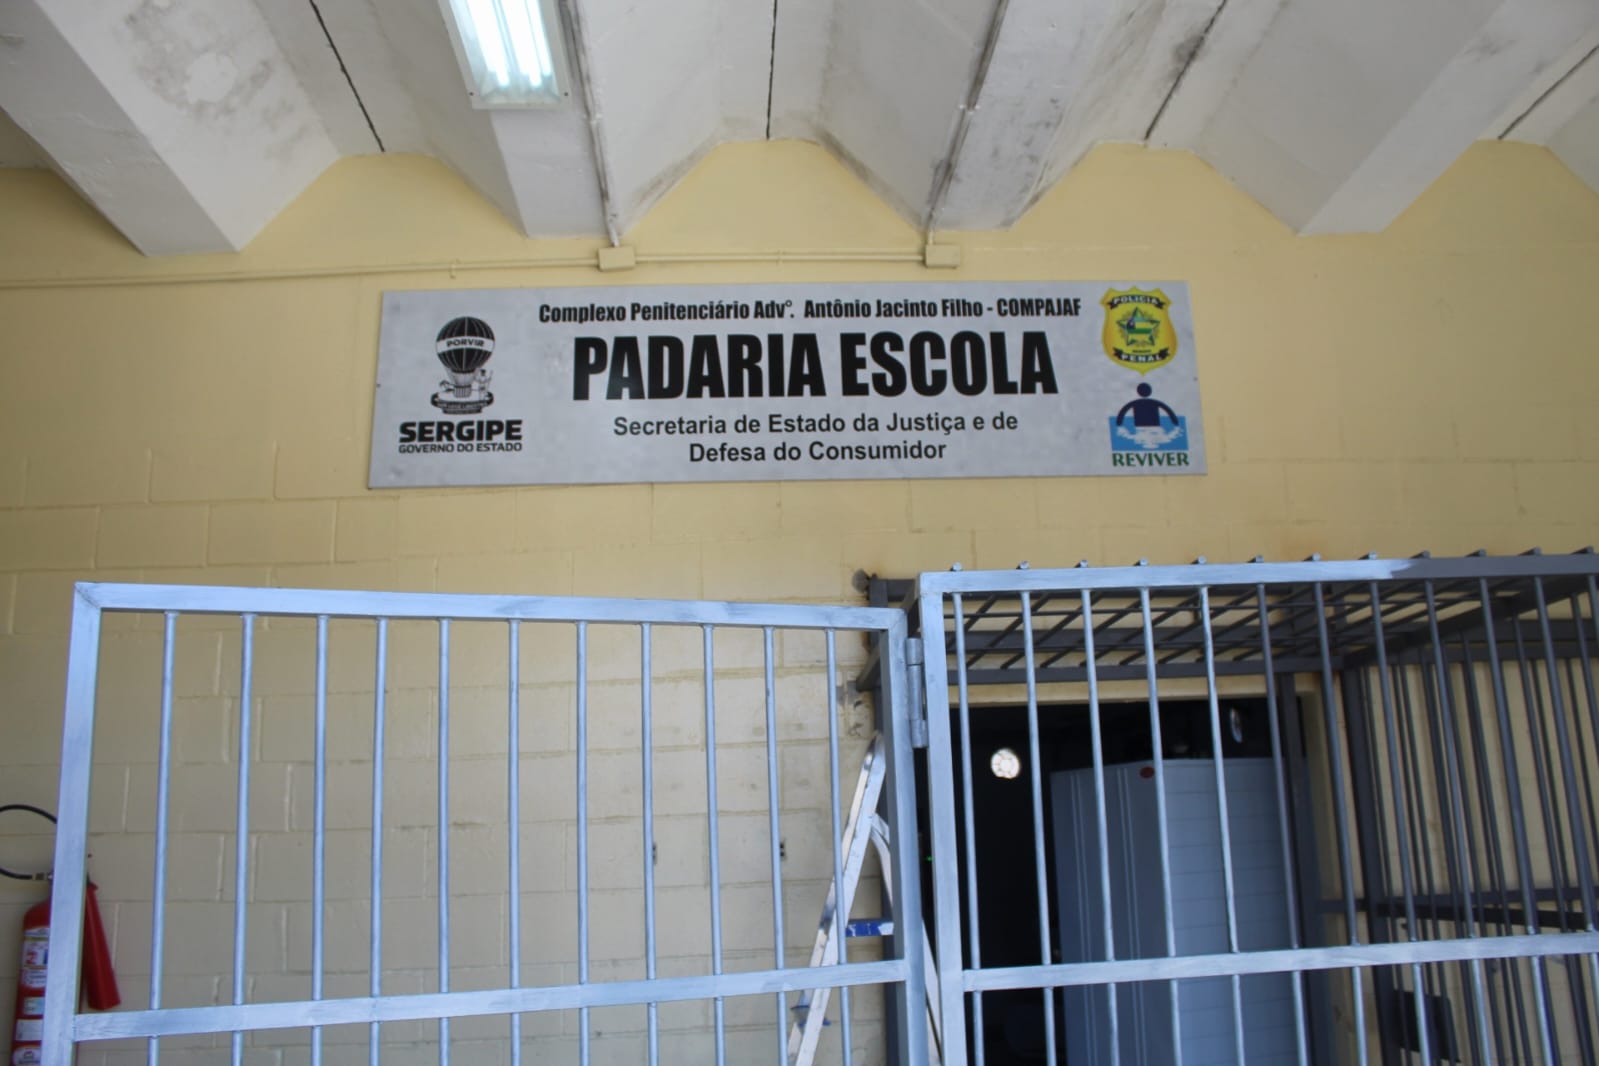 Complexo Penitenciário Adv°. Antônio Jacinto Filho - COMPAJAF
PADARIA ESCOLA
Secretaria de Estado da Justiça e de
Defesa do Consumidor
PORVIR
SERGIPE
GOVERNO DO ESTADO
POLICIA
PENAL
REVIVER